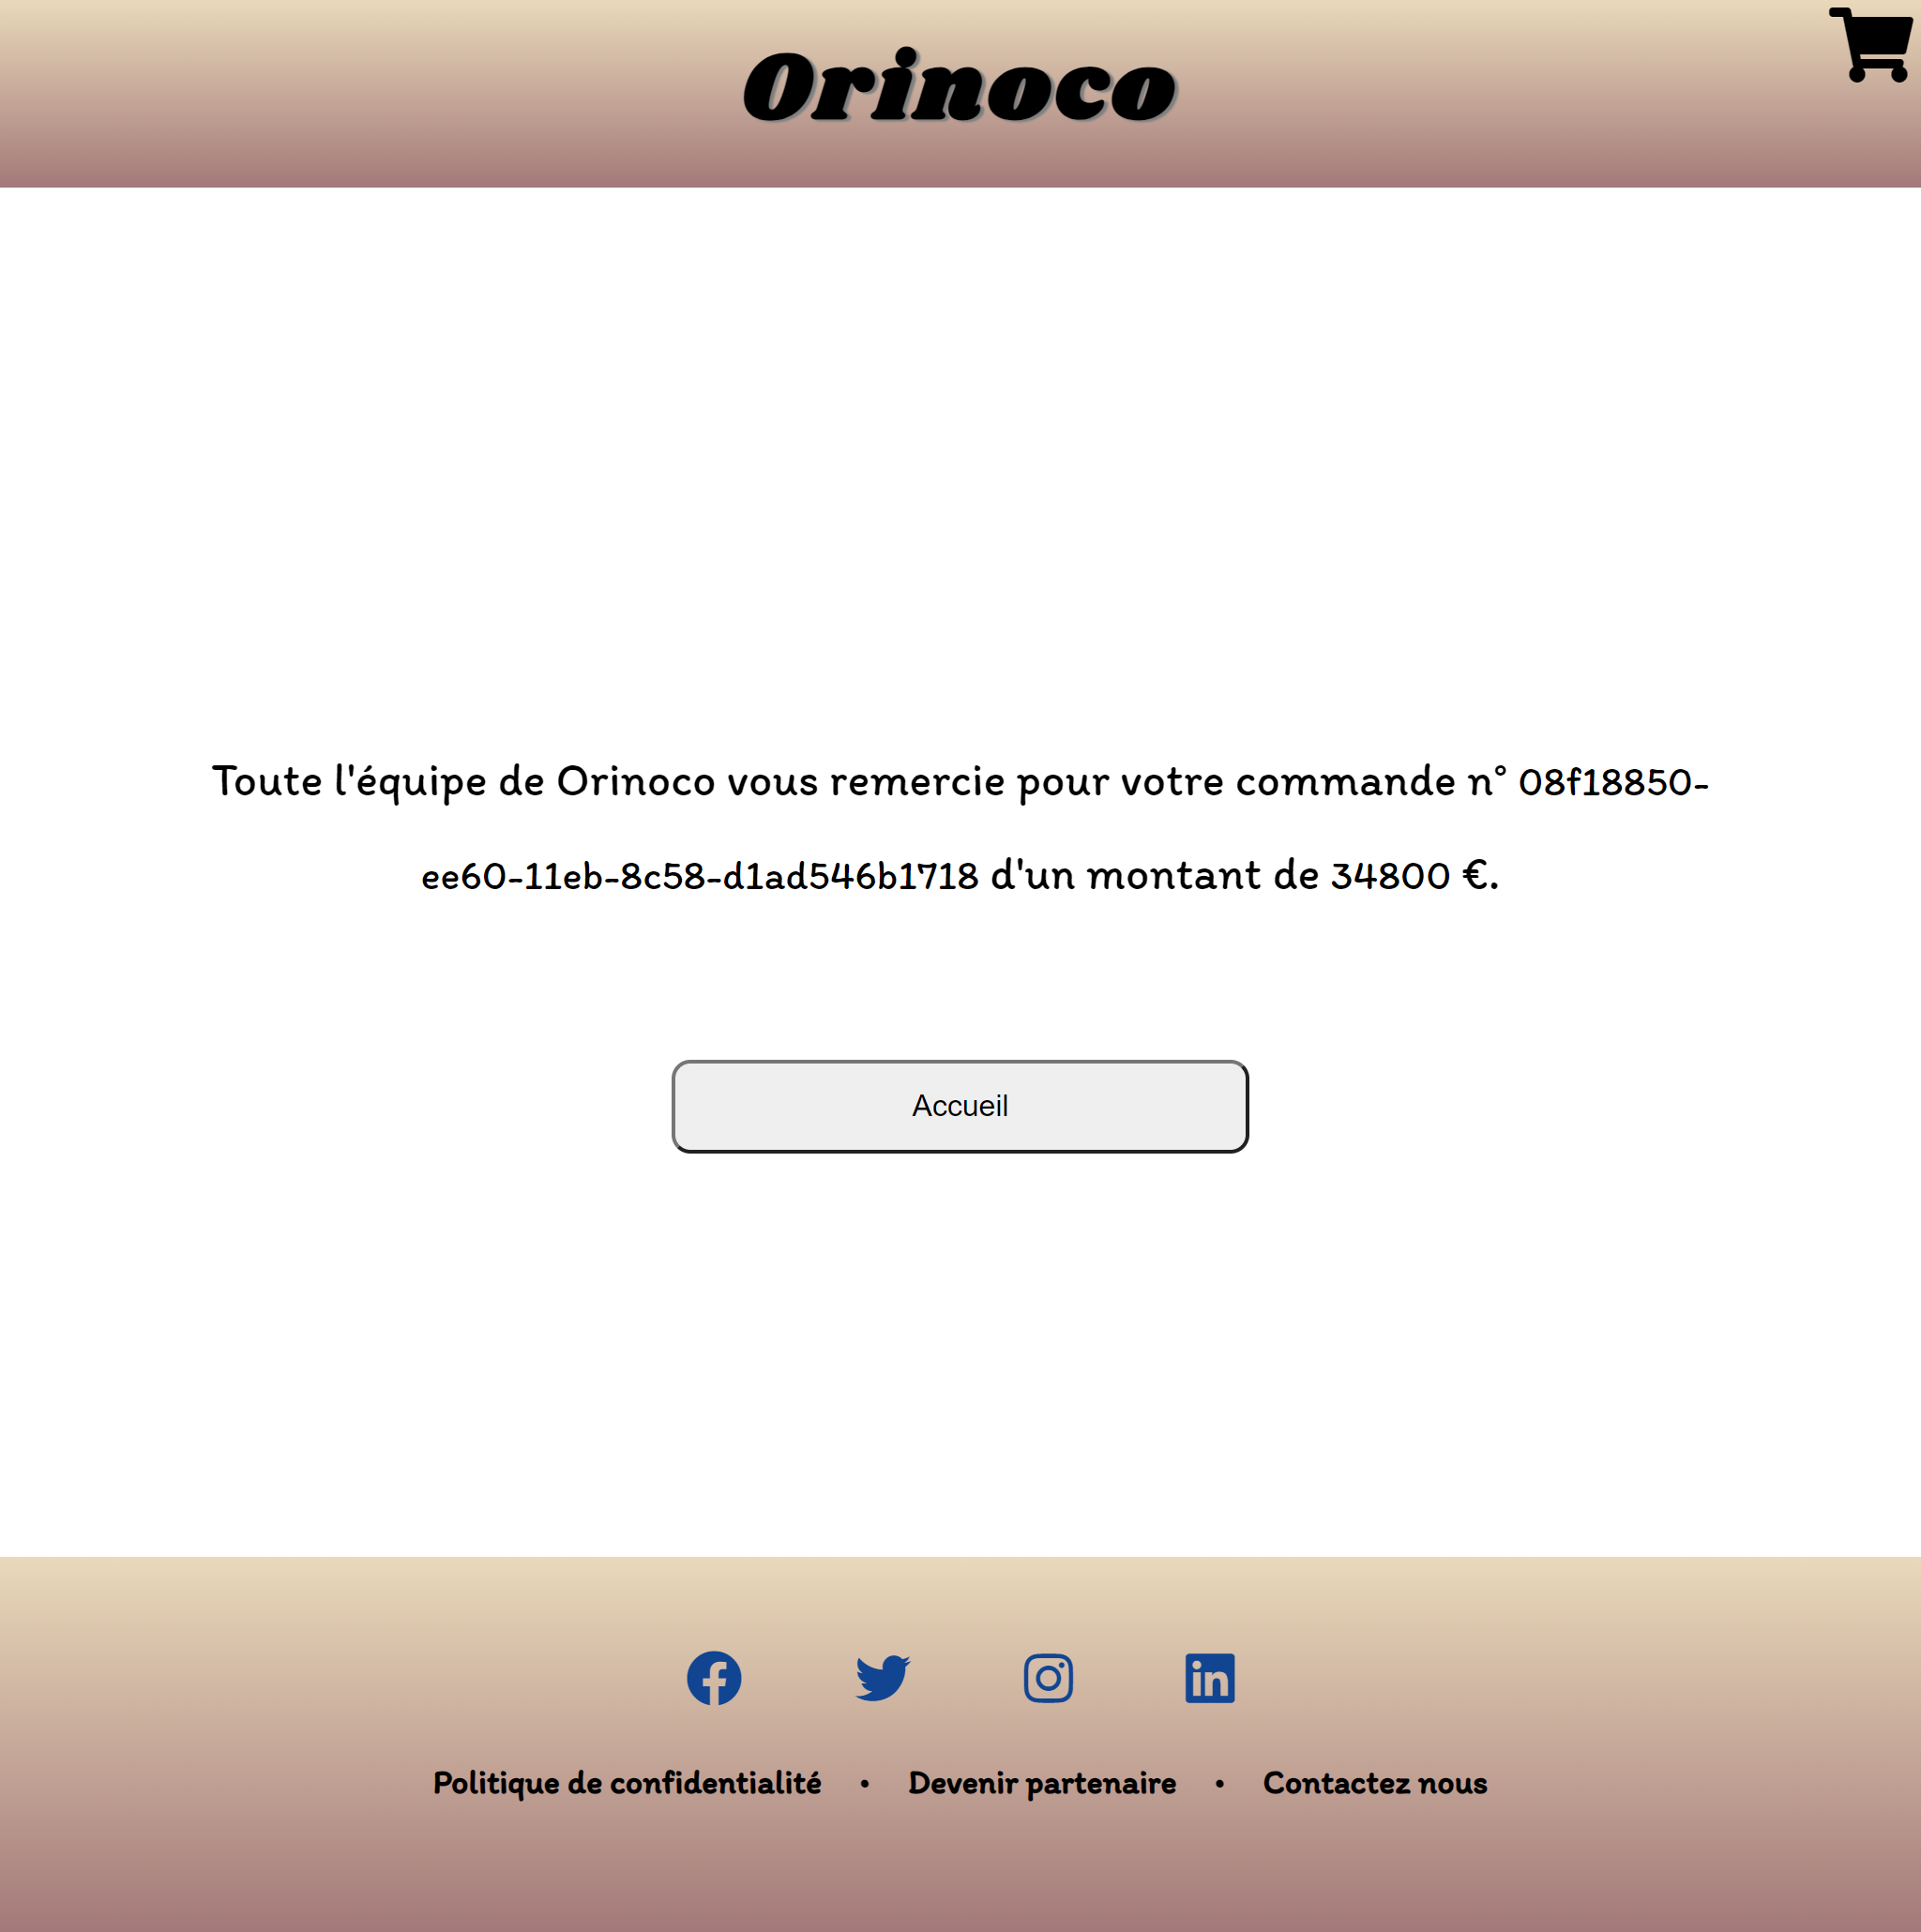 Orinoco
Toute l'équipe de Orinoco vous remercie pour votre commande n° 08f18850-
ee60-11eb-8c58-d1ad546b1718 d'un montant de 34800 €.
Accueil
Politique de confidentialité • Devenir partenaire • Contactez nous